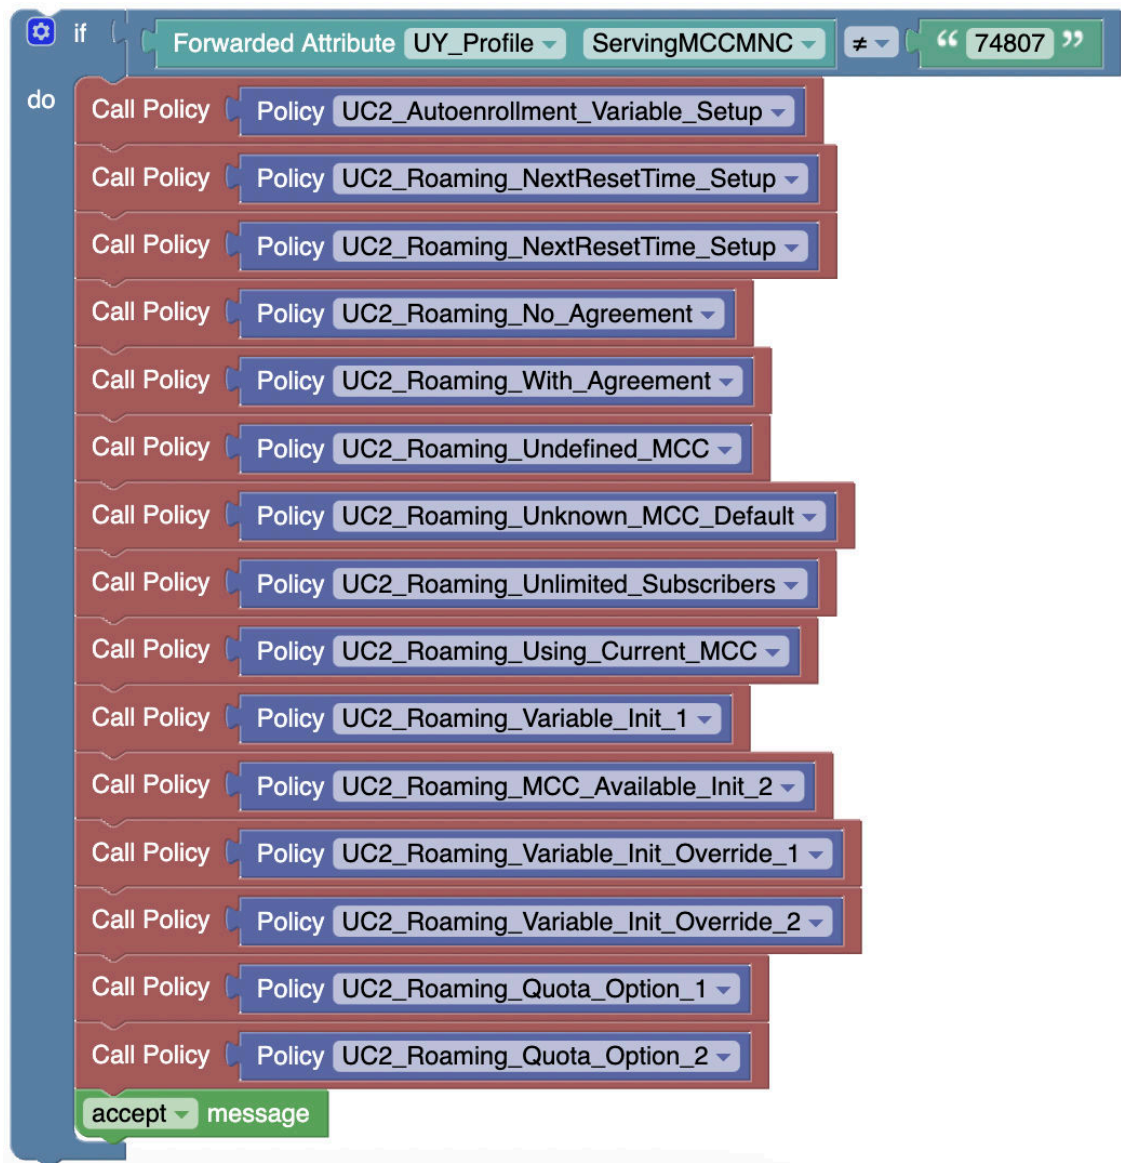 if Forwarded Attribute UY_Profile ServingMCCMNC ≠ “ 74807 ”
do Call Policy Policy UC2_Autoenrollment_Variable_Setup
Call Policy Policy UC2_Roaming_NextResetTime_Setup
Call Policy Policy UC2_Roaming_NextResetTime_Setup
Call Policy Policy UC2_Roaming_No_Agreement
Call Policy Policy UC2_Roaming_With_Agreement
Call Policy Policy UC2_Roaming_Undefined_MCC
Call Policy Policy UC2_Roaming_Unknown_MCC_Default
Call Policy Policy UC2_Roaming_Unlimited_Subscribers
Call Policy Policy UC2_Roaming_Using_Current_MCC
Call Policy Policy UC2_Roaming_Variable_Init_1
Call Policy Policy UC2_Roaming_MCC_Available_Init_2
Call Policy Policy UC2_Roaming_Variable_Init_Override_1
Call Policy Policy UC2_Roaming_Variable_Init_Override_2
Call Policy Policy UC2_Roaming_Quota_Option_1
Call Policy Policy UC2_Roaming_Quota_Option_2
accept message